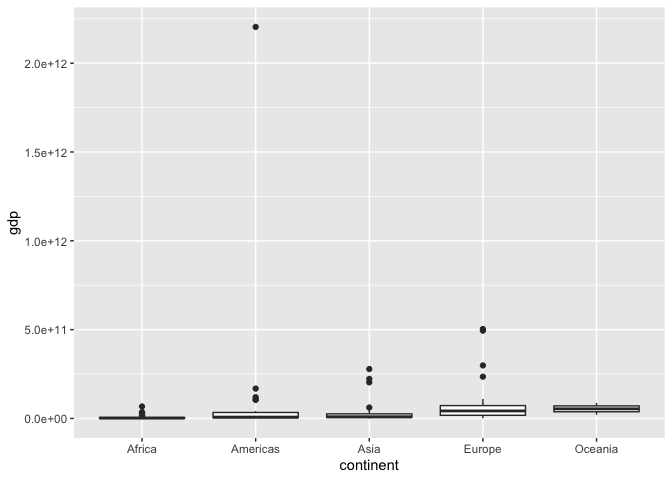 2.0e+12
1.5e+12
1.0e+12
5.0e+11
0.0e+00
gdp
Africa Americas Asia Europe Oceania
continent